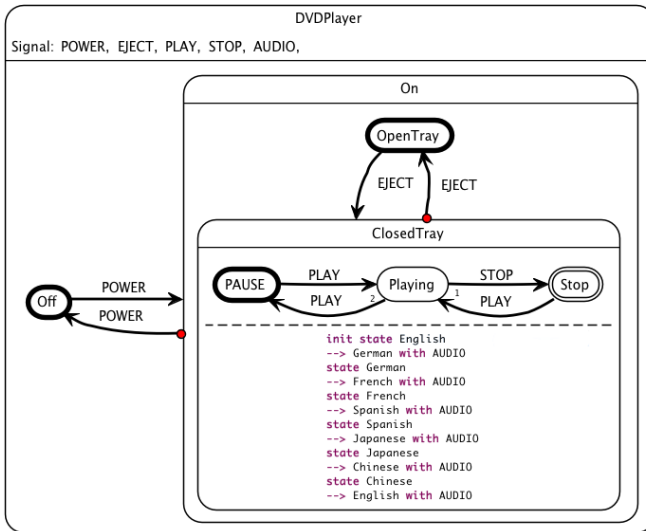 DVDPlayer
Signal: POWER, EJECT, PLAY, STOP, AUDIO,
On
OpenTray
EJECT
EJECT
ClosedTray
Off
POWER
POWER
PAUSE
PLAY
Playing
STOP
Stop
PLAY
2
1
PLAY
init state English
--> German with AUDIO
state German
--> French with AUDIO
state French
--> Spanish with AUDIO
state Spanish
--> Japanese with AUDIO
state Japanese
--> Chinese with AUDIO
state Chinese
--> English with AUDIO